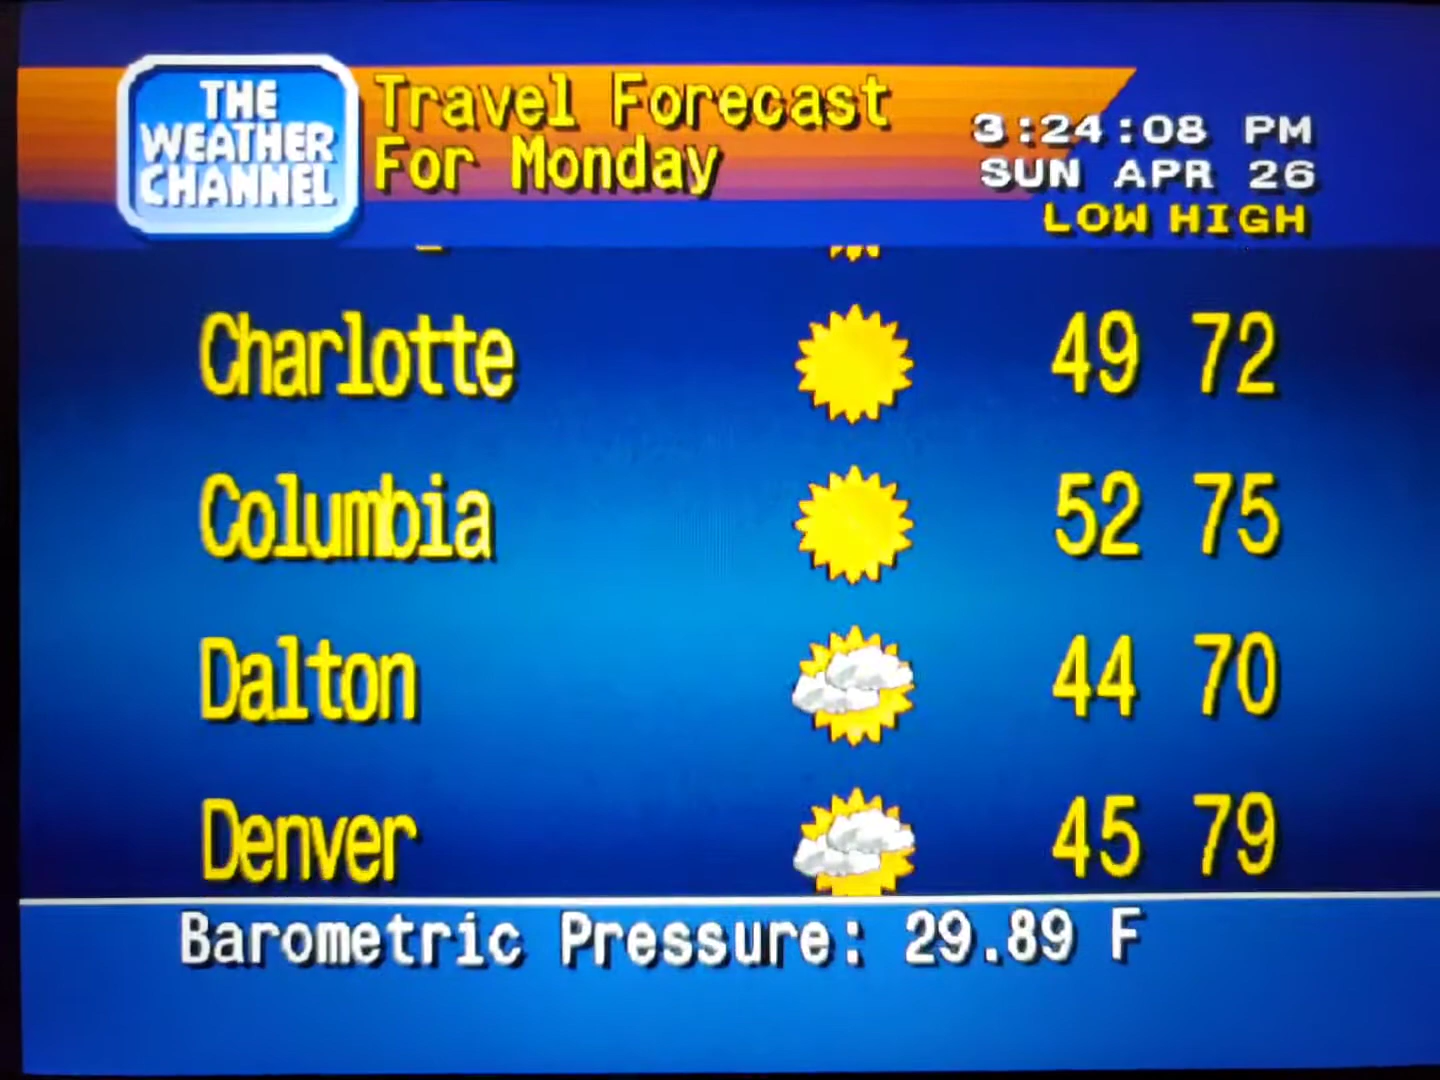 THE
WEATHER
CHANNEL
Travel Forecast
For Monday
3:24:08 PM
SUN APR 26
LOW HIGH
Charlotte 49 72
Columbia 52 75
Dalton 44 70
Denver 45 79
Barometric Pressure: 29.89 F